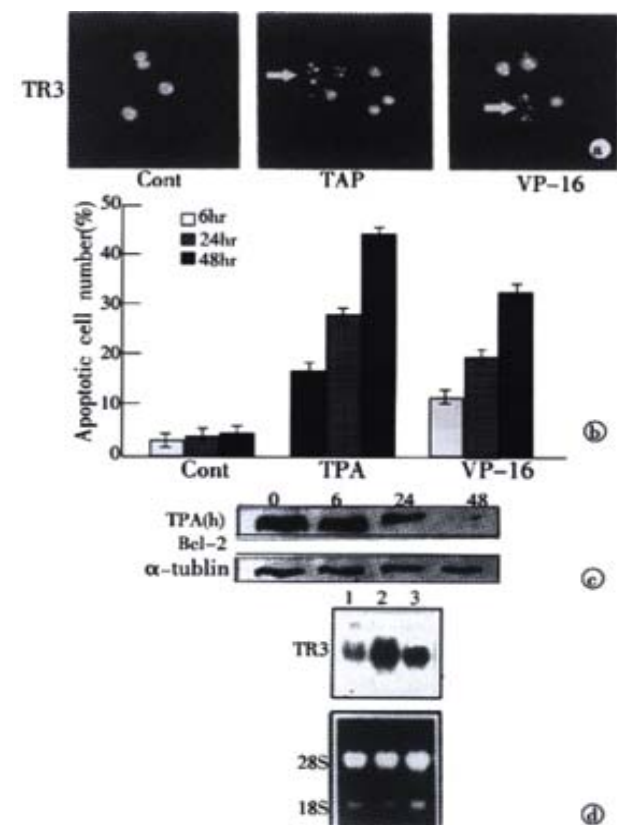 TR3
a
Cont TAP VP-16
Apoptotic cell number(%)
50
40
30
20
10
0
6hr
24hr
48hr
Cont TPA VP-16
b
0 6 24 48
TPA(h)
Bcl-2
α-tublin
c
1 2 3
TR3
28S
18S
d